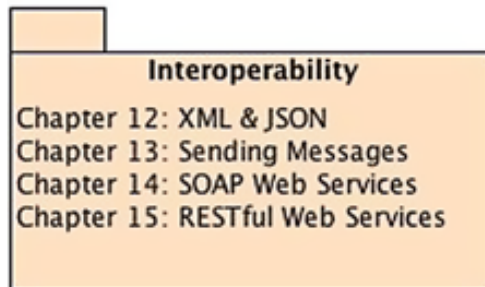 Interoperability
Chapter 12: XML & JSON
Chapter 13: Sending Messages
Chapter 14: SOAP Web Services
Chapter 15: RESTful Web Services